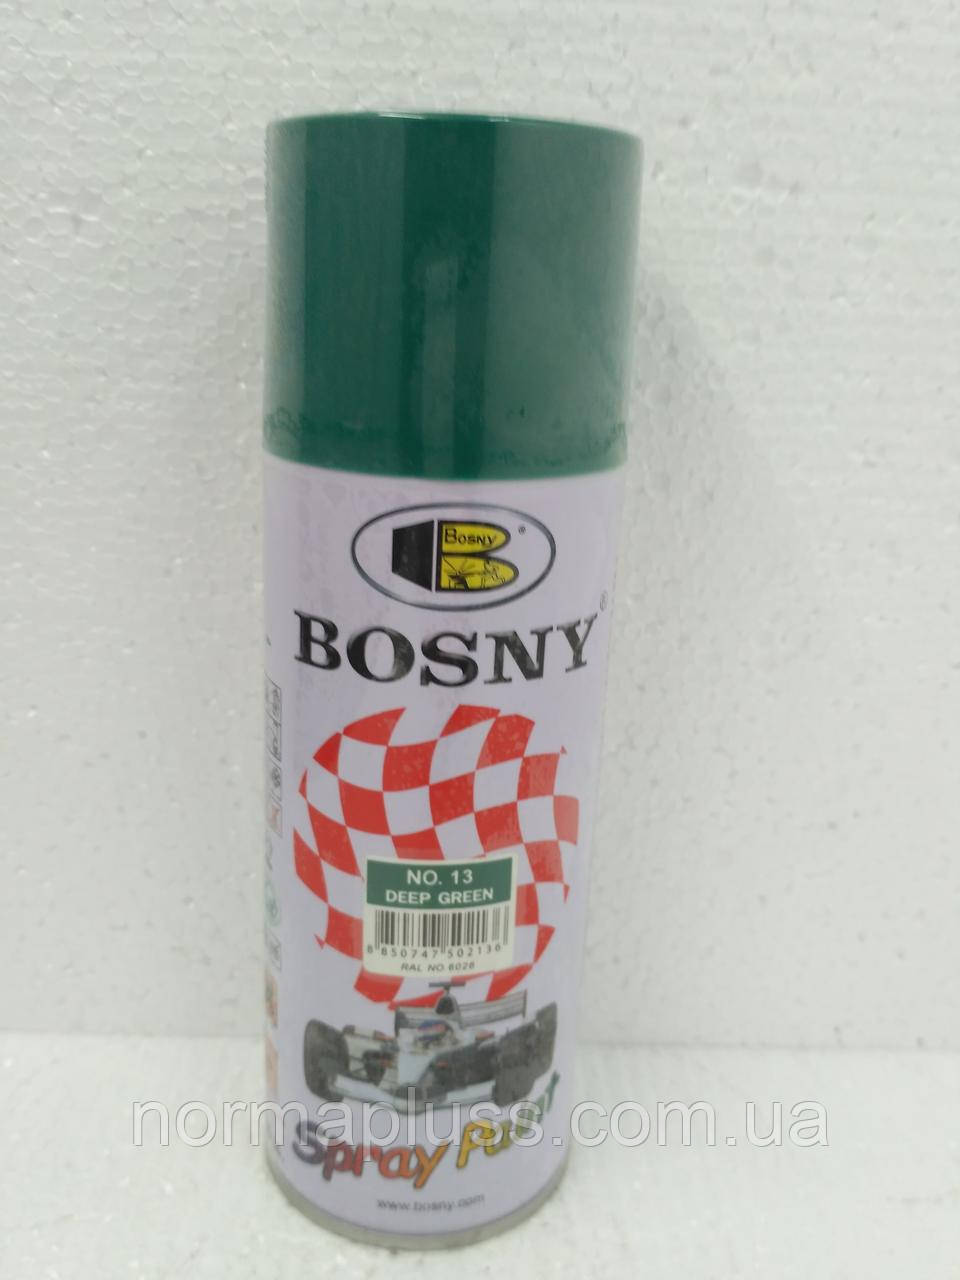 BOSNY ®
BOSNY ®
NO. 13
DEEP GREEN
8 850747 502136
RAL NO.6026
normapluss.com.ua
Spray Paint
www.bosny.com